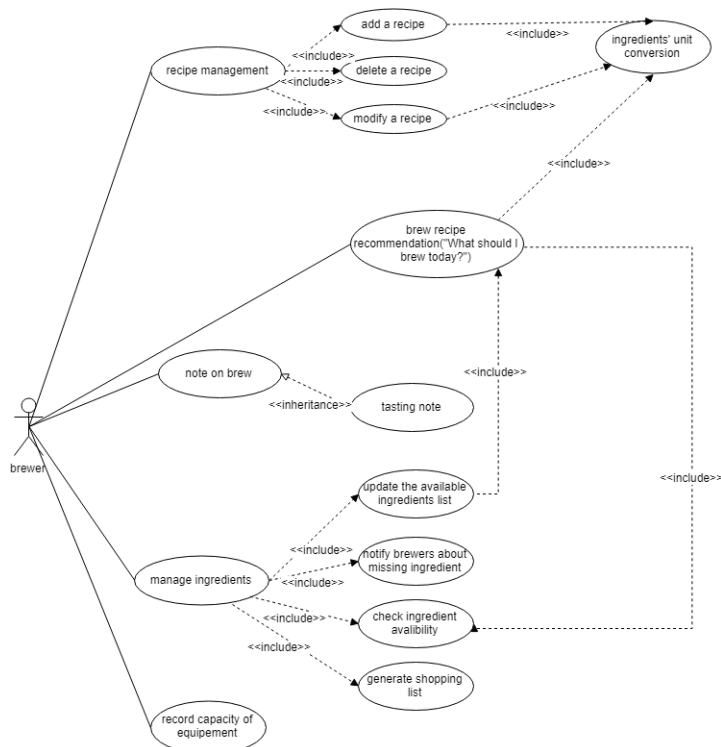 add a recipe
<<include>>
ingredients' unit
conversion
<<include>>
recipe management
delete a recipe
<<include>>
<<include>>
modify a recipe
<<include>>
<<include>>
brew recipe
recommendation("What should I
brew today?")
<<include>>
note on brew
<<inheritance>>
tasting note
brewer
<<include>>
update the available
ingredients list
<<include>>
notify brewers about
missing ingredient
manage ingredients
<<include>>
<<include>>
check ingredient
avalibility
<<include>>
generate shopping
list
record capacity of
equipement